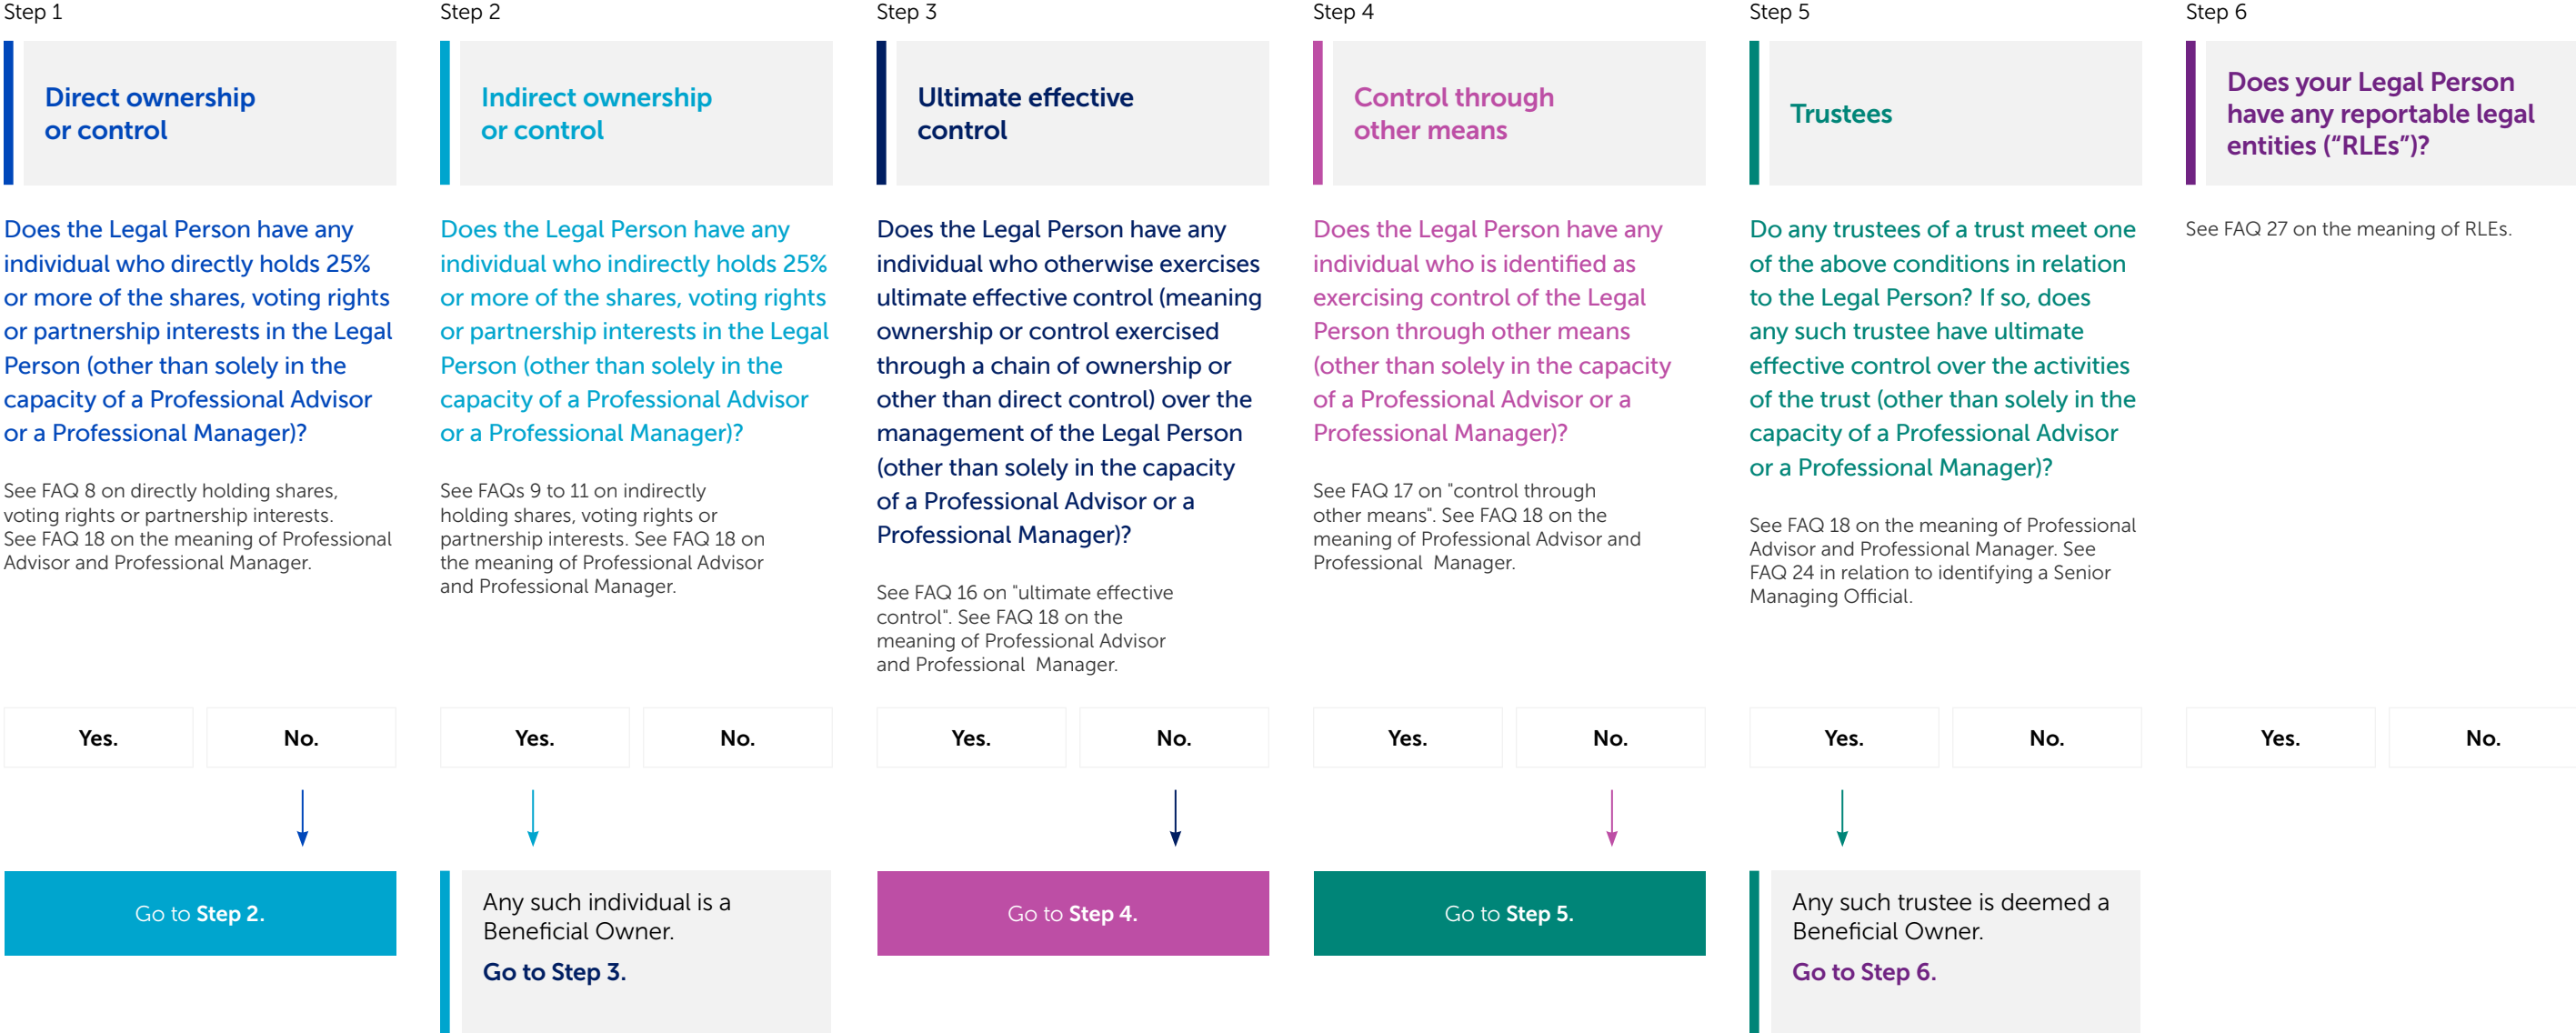 Step 1
Direct ownership
or control
Does the Legal Person have any
individual who directly holds 25%
or more of the shares, voting rights
or partnership interests in the Legal
Person (other than solely in the
capacity of a Professional Advisor
or a Professional Manager)?
See FAQ 8 on directly holding shares,
voting rights or partnership interests.
See FAQ 18 on the meaning of Professional
Advisor and Professional Manager.
Yes.
No.
Go to Step 2.
Step 2
Indirect ownership
or control
Does the Legal Person have any
individual who indirectly holds 25%
or more of the shares, voting rights
or partnership interests in the Legal
Person (other than solely in the
capacity of a Professional Advisor
or a Professional Manager)?
See FAQs 9 to 11 on indirectly
holding shares, voting rights or
partnership interests. See FAQ 18 on
the meaning of Professional Advisor
and Professional Manager.
Yes.
No.
Any such individual is a
Beneficial Owner.
Go to Step 3.
Step 3
Ultimate effective
control
Does the Legal Person have any
individual who otherwise exercises
ultimate effective control (meaning
ownership or control exercised
through a chain of ownership or
other than direct control) over the
management of the Legal Person
(other than solely in the capacity
of a Professional Advisor or a
Professional Manager)?
See FAQ 16 on "ultimate effective
control". See FAQ 18 on the
meaning of Professional Advisor
and Professional Manager.
Yes.
No.
Go to Step 4.
Step 4
Control through
other means
Does the Legal Person have any
individual who is identified as
exercising control of the Legal
Person through other means
(other than solely in the capacity
of a Professional Advisor or a
Professional Manager)?
See FAQ 17 on "control through
other means". See FAQ 18 on the
meaning of Professional Advisor and
Professional Manager.
Yes.
No.
Go to Step 5.
Step 5
Trustees
Do any trustees of a trust meet one
of the above conditions in relation
to the Legal Person? If so, does
any such trustee have ultimate
effective control over the activities
of the trust (other than solely in the
capacity of a Professional Advisor
or a Professional Manager)?
See FAQ 18 on the meaning of Professional
Advisor and Professional Manager. See
FAQ 24 in relation to identifying a Senior
Managing Official.
Yes.
No.
Any such trustee is deemed a
Beneficial Owner.
Go to Step 6.
Step 6
Does your Legal Person
have any reportable legal
entities (“RLEs”)?
See FAQ 27 on the meaning of RLEs.
Yes.
No.